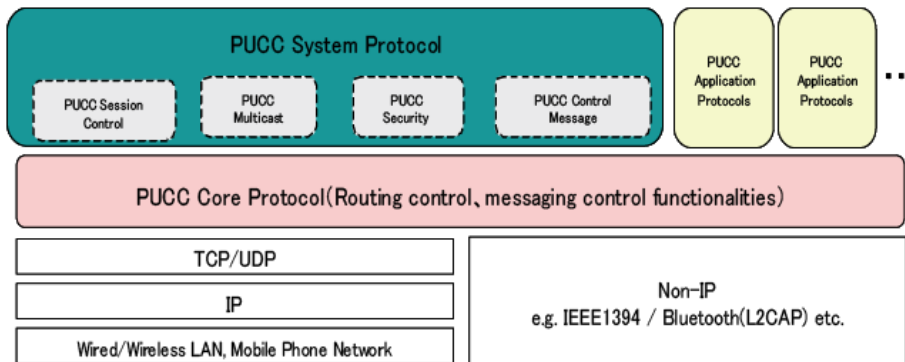 PUCC System Protocol
PUCC Session
Control
PUCC
Multicast
PUCC
Security
PUCC Control
Message
PUCC
Application
Protocols
PUCC
Application
Protocols
..
PUCC Core Protocol(Routing control、messaging control functionalities)
TCP/UDP
IP
Wired/Wireless LAN, Mobile Phone Network
Non-IP
e.g. IEEE1394 / Bluetooth(L2CAP) etc.